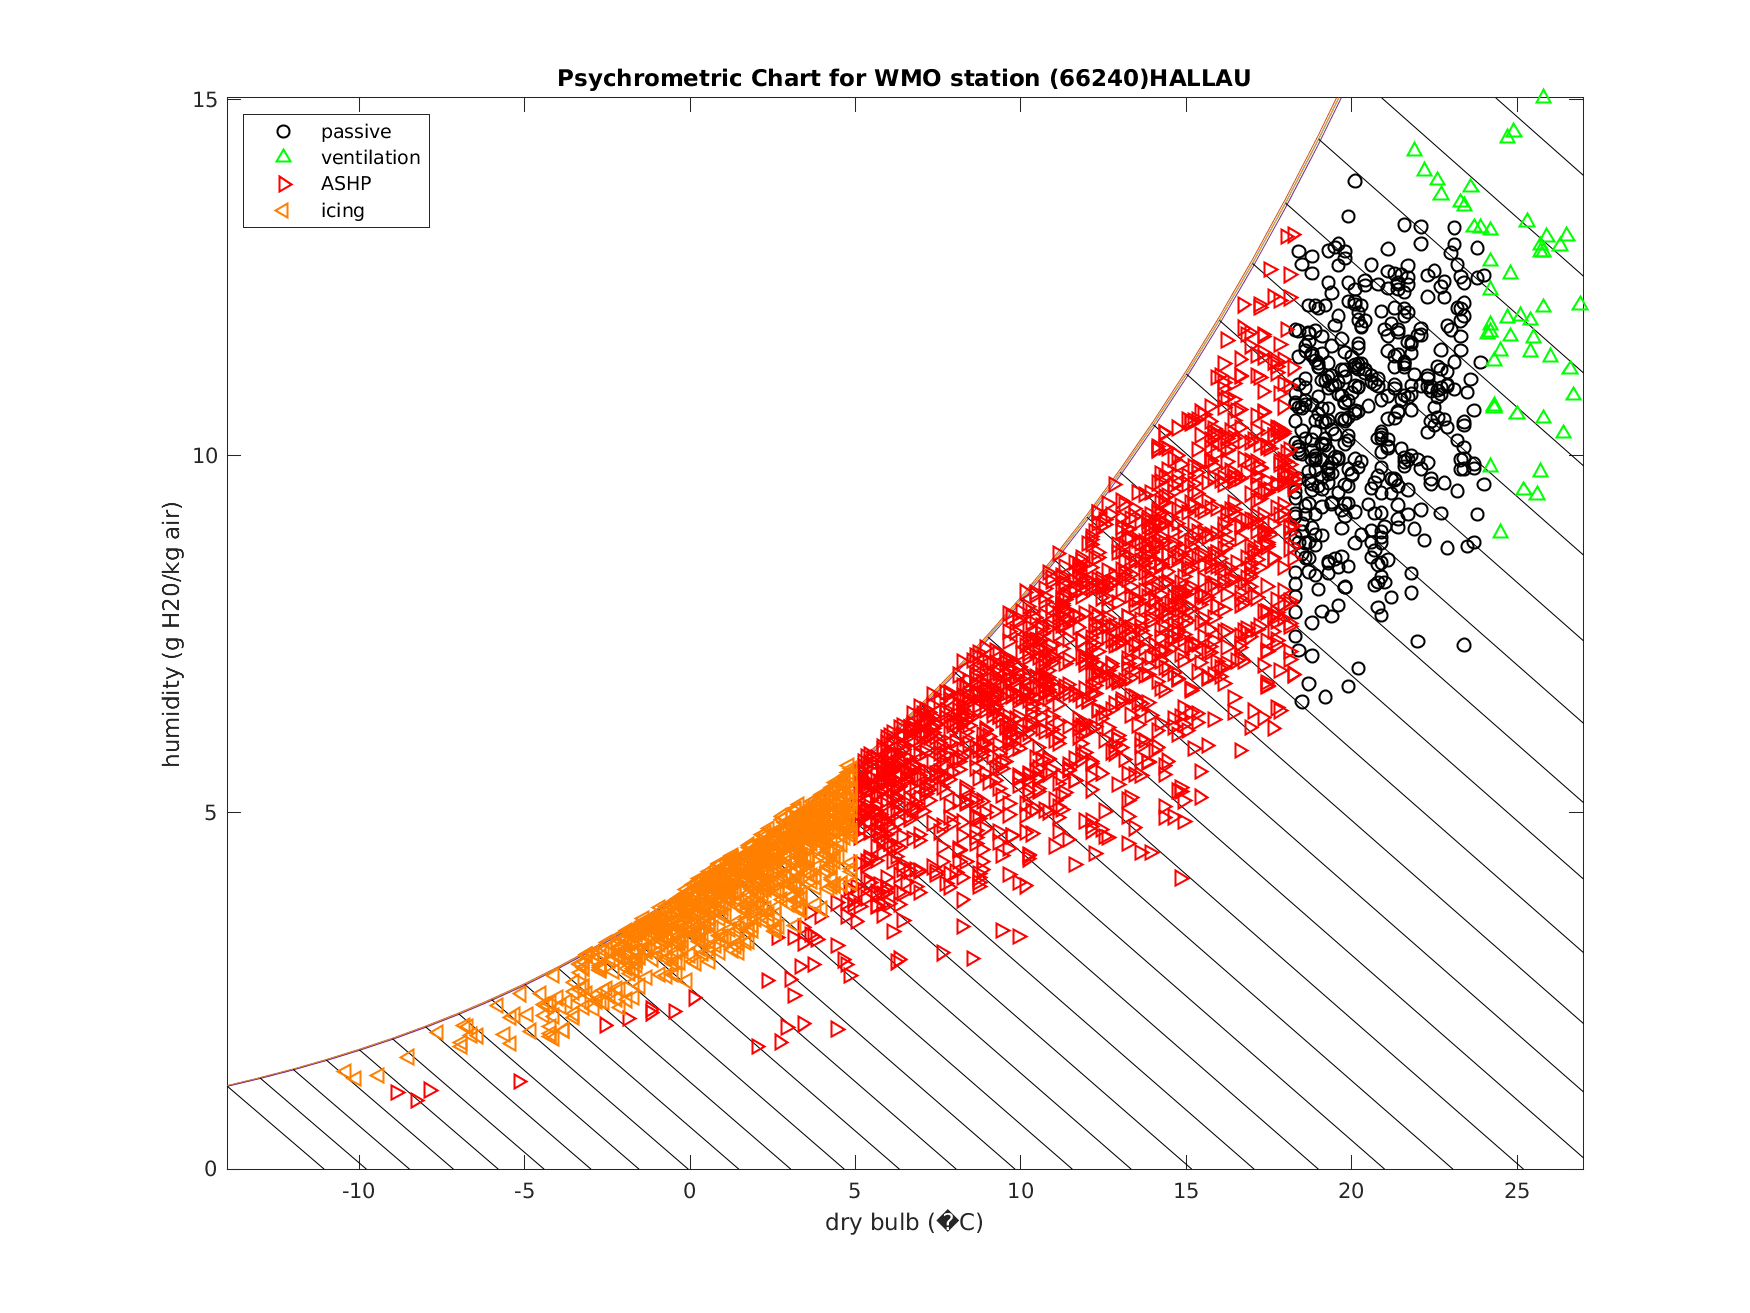 Psychrometric Chart for WMO station (66240)HALLAU
passive
ventilation
ASHP
icing
15
10
5
0
humidity (g H20/kg air)
-10
-5
0
5
10
15
20
25
dry bulb (�C)